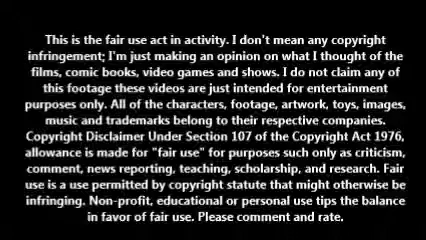 This is the fair use act in activity. I don't mean any copyright
infringement; I'm just making an opinion on what I thought of the
films, comic books, video games and shows. I do not claim any of
this footage these videos are just intended for entertainment
purposes only. All of the characters, footage, artwork, toys, images,
music and trademarks belong to their respective companies.
Copyright Disclaimer Under Section 107 of the Copyright Act 1976,
allowance is made for "fair use" for purposes such only as criticism,
comment, news reporting, teaching, scholarship, and research. Fair
use is a use permitted by copyright statute that might otherwise be
infringing. Non-profit, educational or personal use tips the balance
in favor of fair use. Please comment and rate.